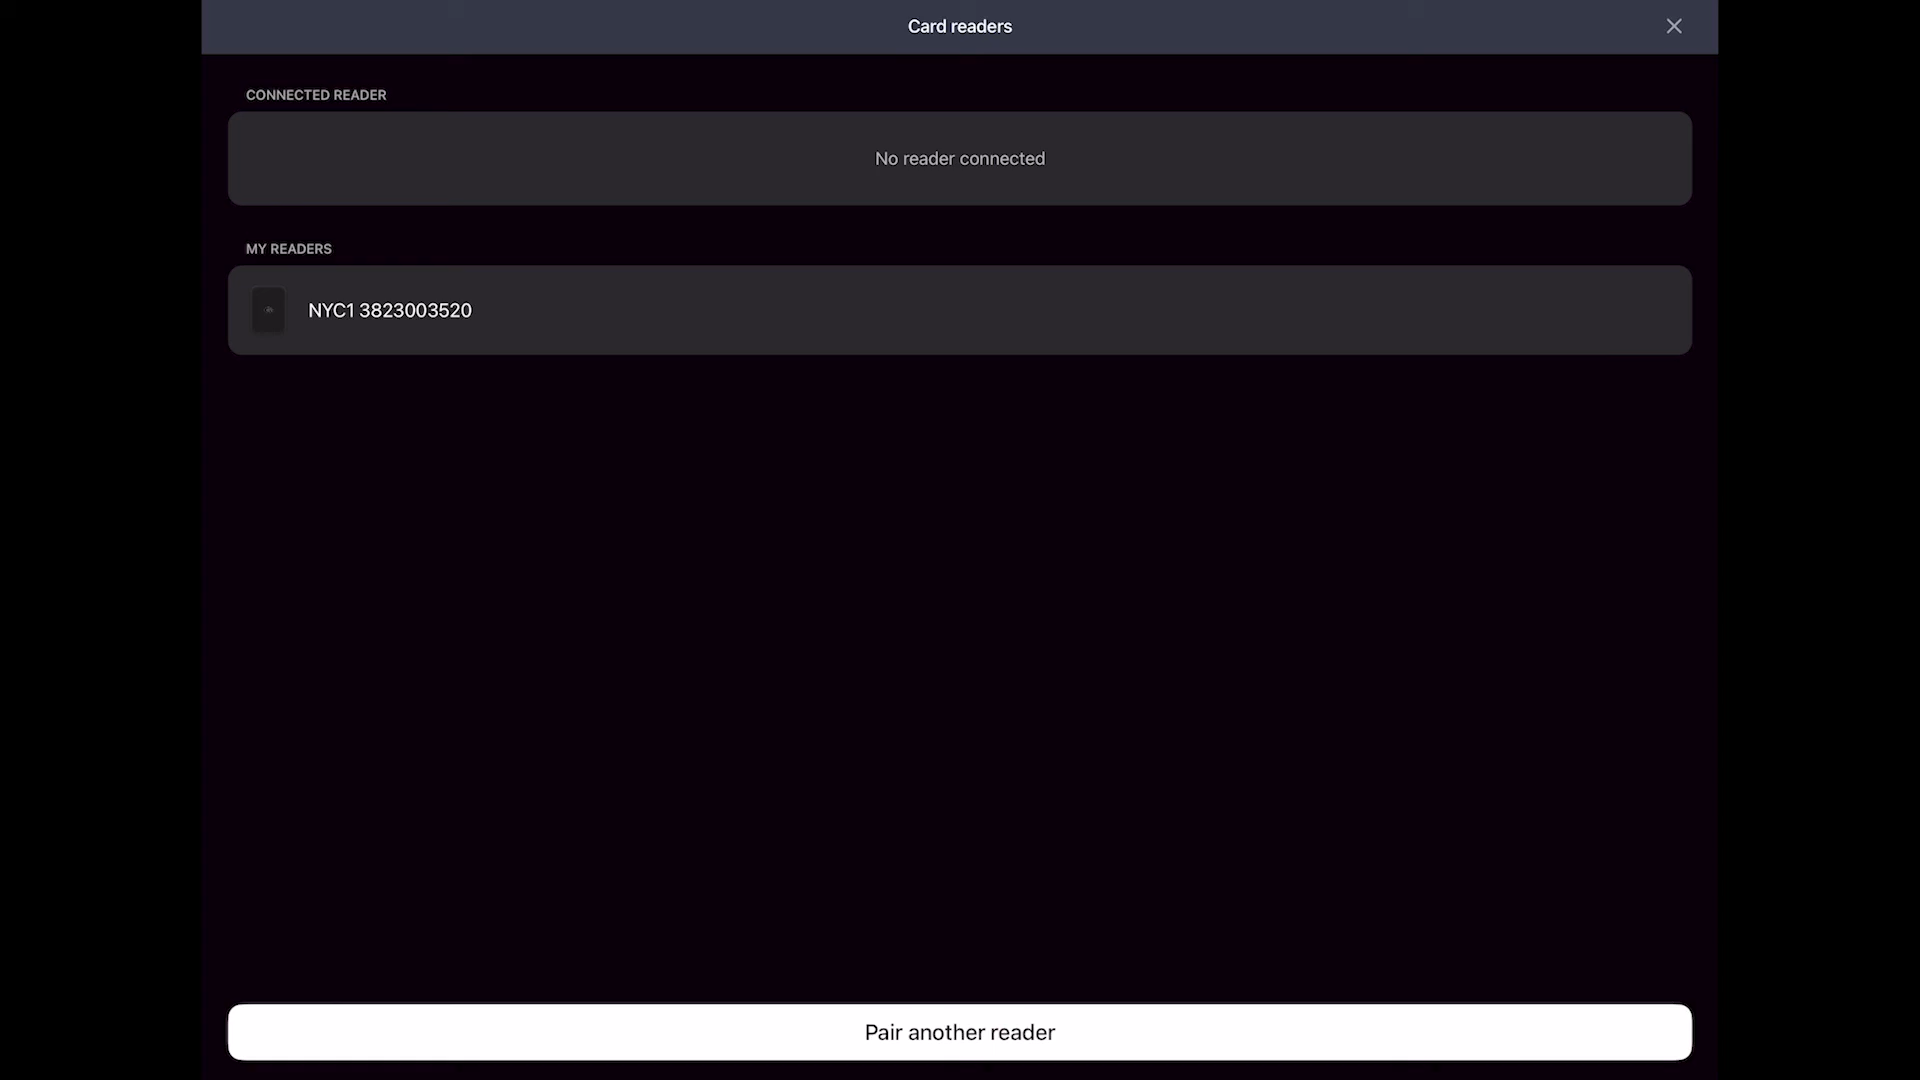 Card readers
CONNECTED READER
No reader connected
MY READERS
NYC1 3823003520
Pair another reader